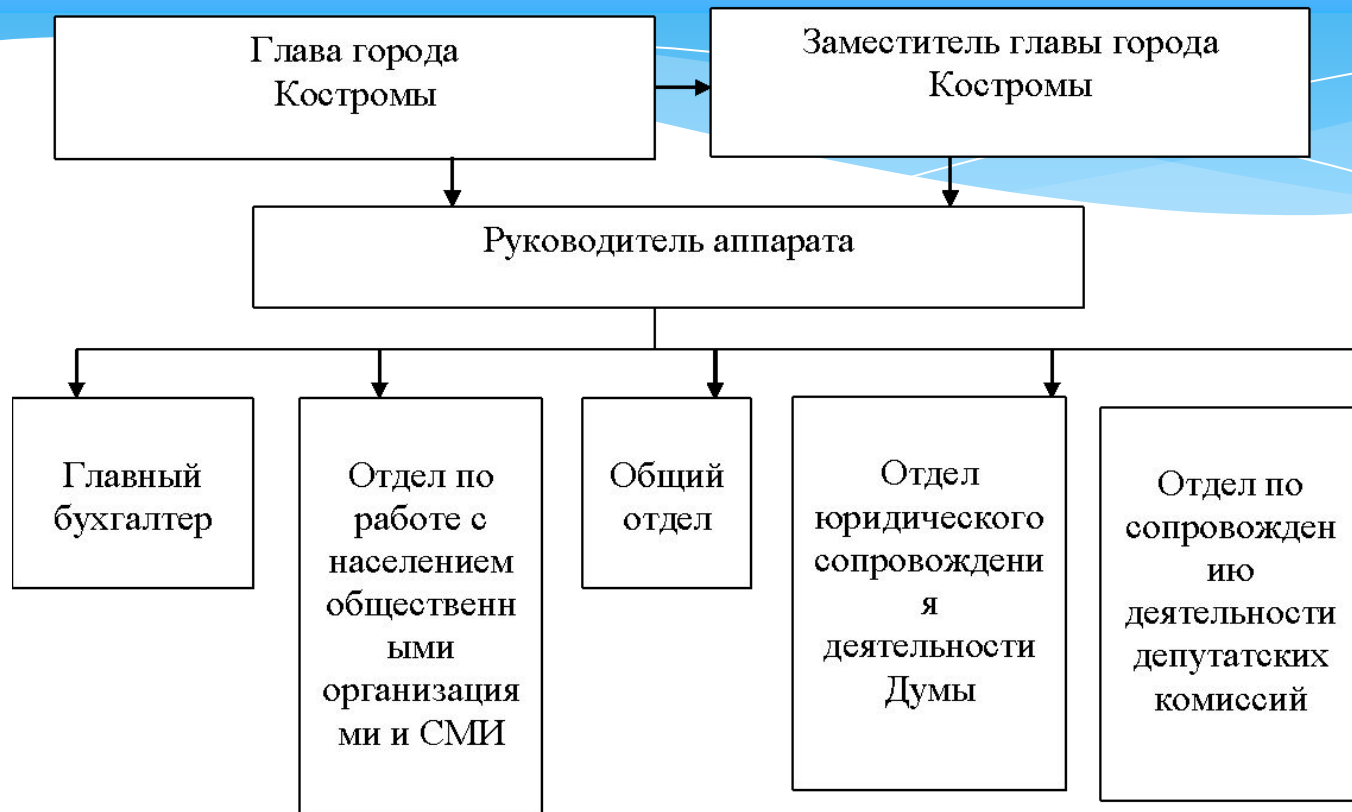 Глава города
Костромы
Заместитель главы города
Костромы
Руководитель аппарата
Главный
бухгалтер
Отдел по
работе с
населением
общественн
ыми
организация
ми и СМИ
Общий
отдел
Отдел
юридического
сопровождени
я
деятельности
Думы
Отдел по
сопровожден
ию
деятельности
депутатских
комиссий